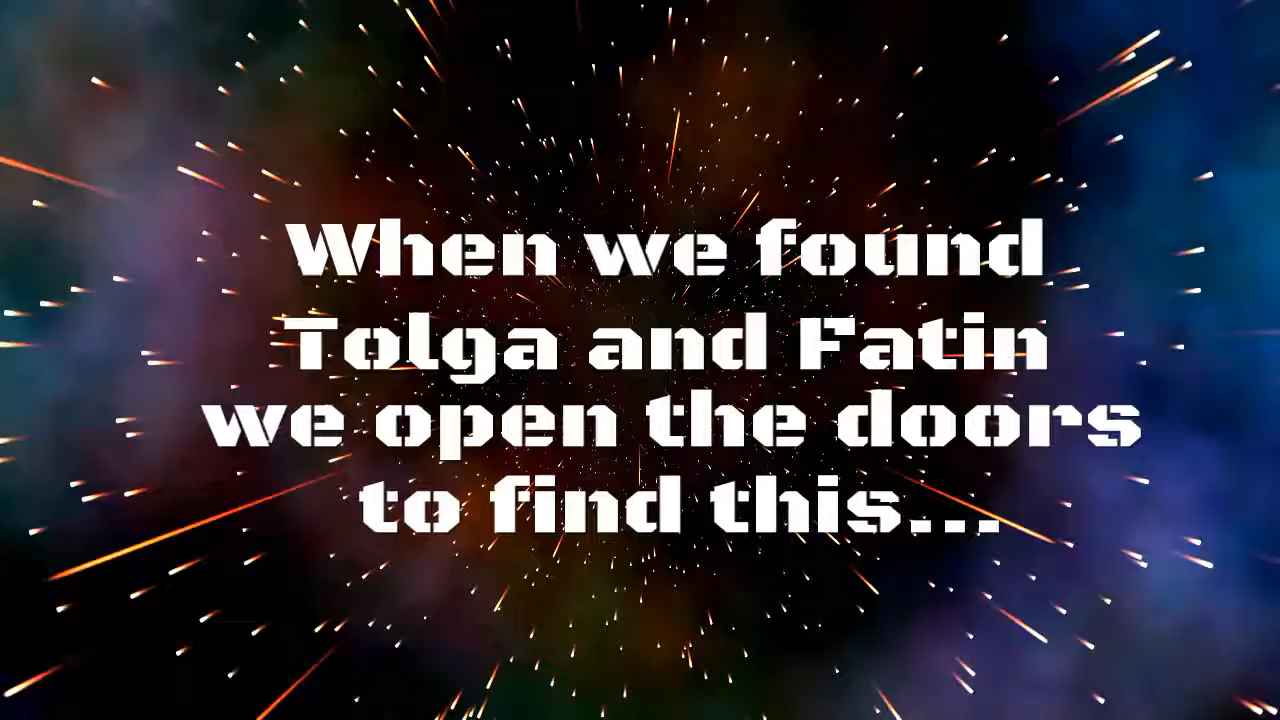 When we found
Tolga and Fatin
we open the doors
to find this...